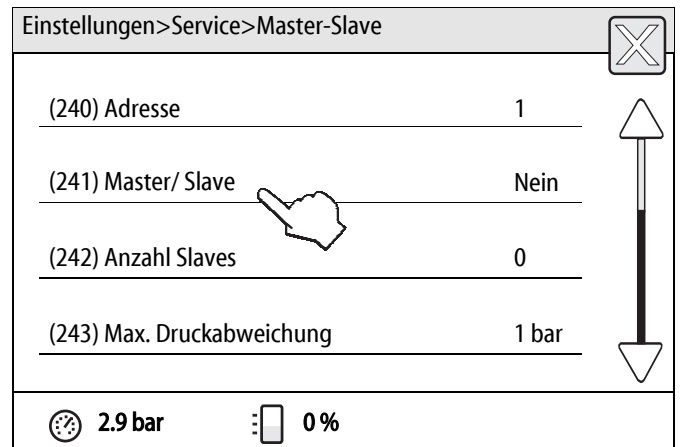 Einstellungen>Service>Master-Slave
(240) Adresse 1
(241) Master/ Slave Nein
(242) Anzahl Slaves 0
(243) Max. Druckabweichung 1 bar
2.9 bar 0 %